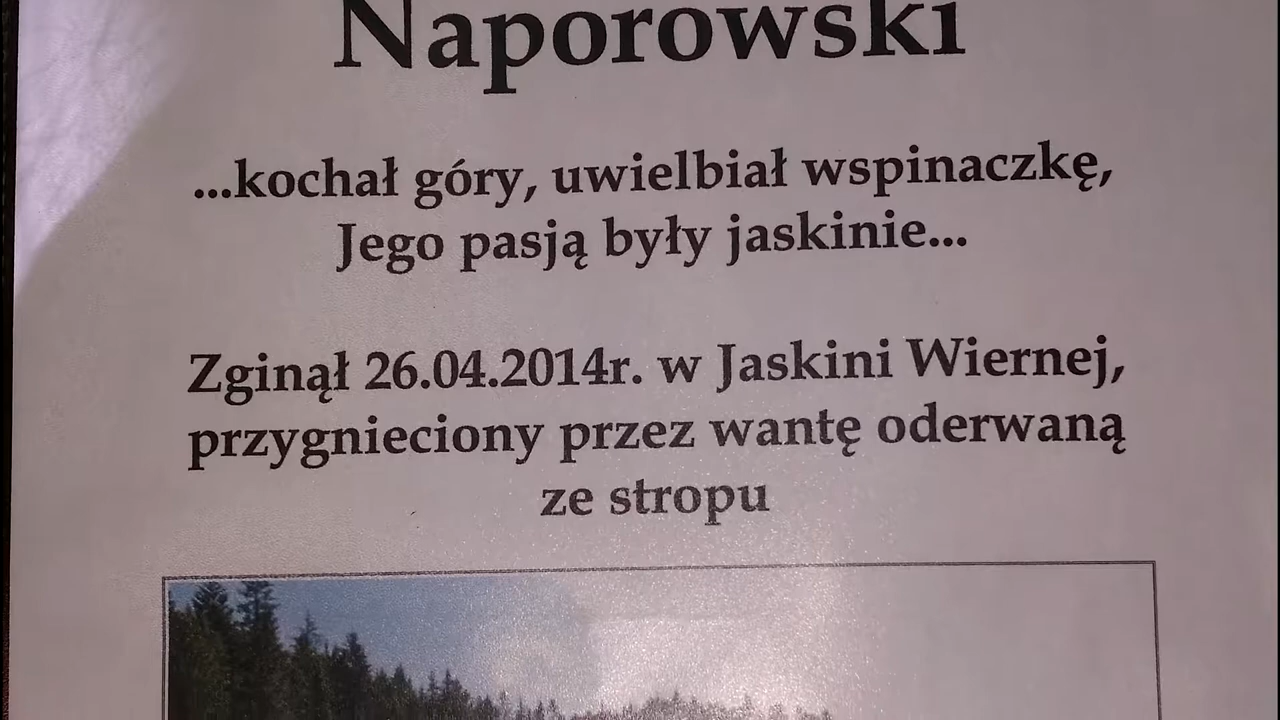 Naporowski
...kochał góry, uwielbiał wspinaczkę,
Jego pasją były jaskinie...
Zginął 26.04.2014r. w Jaskini Wiernej,
przygnieciony przez wantę oderwaną
ze stropu